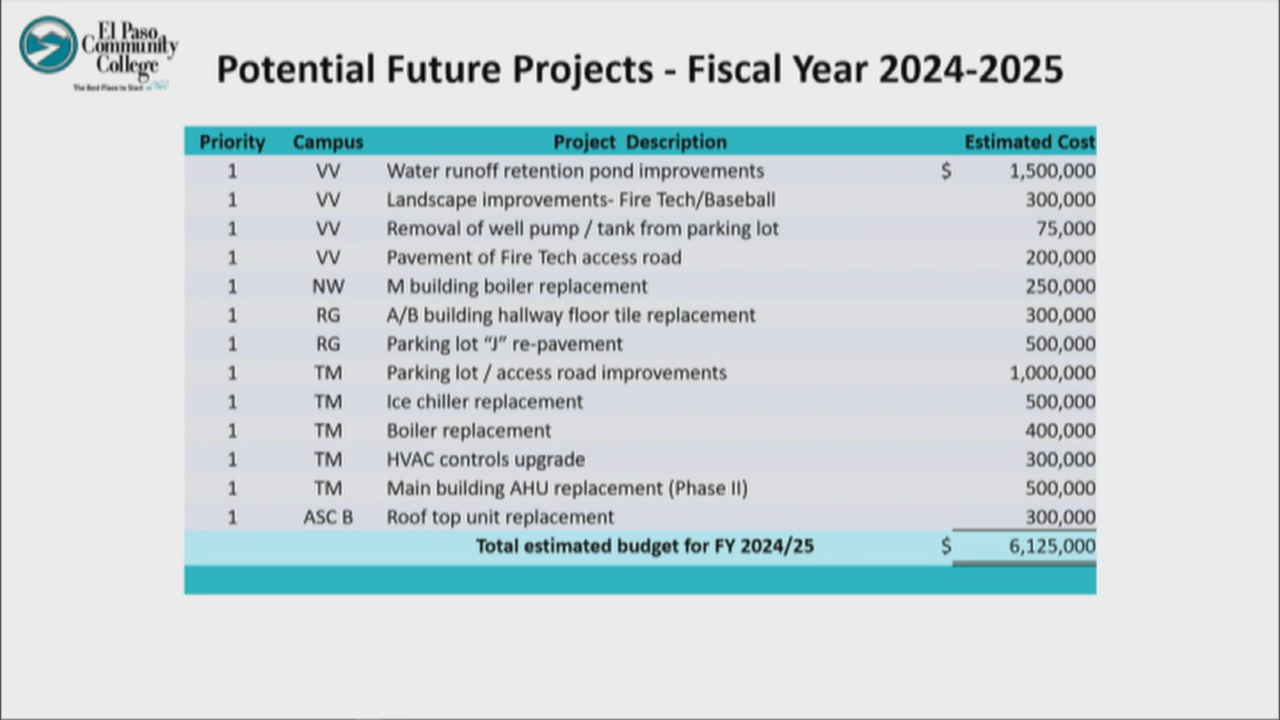 El Paso
Community
College
The Best Place to Start
Potential Future Projects - Fiscal Year 2024-2025
Priority Campus Project Description Estimated Cost
1 VV Water runoff retention pond improvements $ 1,500,000
1 VV Landscape improvements- Fire Tech/Baseball 300,000
1 VV Removal of well pump / tank from parking lot 75,000
1 VV Pavement of Fire Tech access road 200,000
1 NW M building boiler replacement 250,000
1 RG A/B building hallway floor tile replacement 300,000
1 RG Parking lot “J” re-pavement 500,000
1 TM Parking lot / access road improvements 1,000,000
1 TM Ice chiller replacement 500,000
1 TM Boiler replacement 400,000
1 TM HVAC controls upgrade 300,000
1 TM Main building AHU replacement (Phase II) 500,000
1 ASC B Roof top unit replacement 300,000
Total estimated budget for FY 2024/25 $ 6,125,000